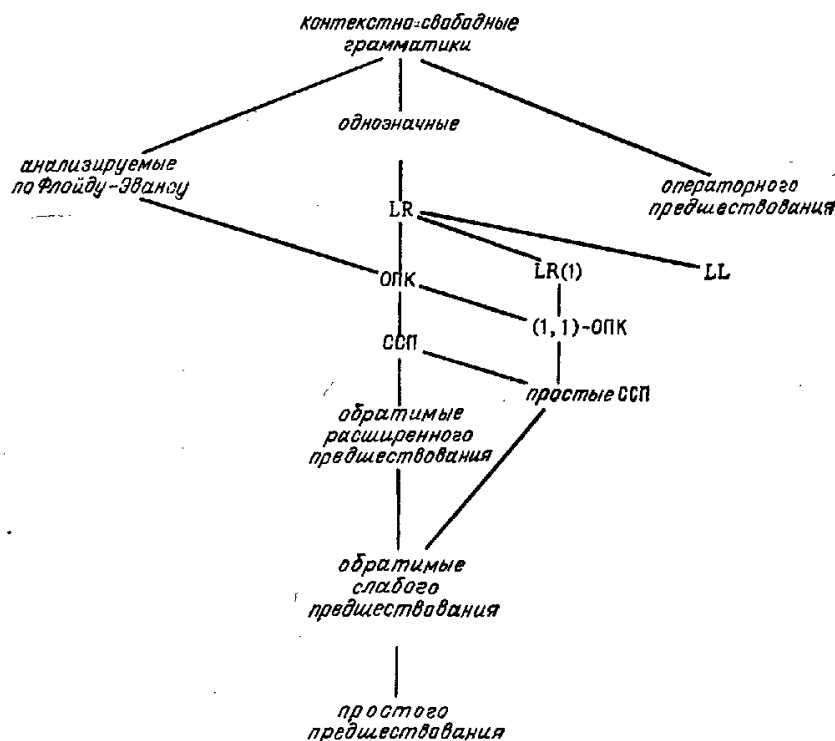 контекстно-свободные
грамматики
однозначные
анализируемые
по Флойду-Эвансу
операторного
предшествования
LR
LR(1)
LL
ОПК
(1,1)-ОПК
ССП
простые ССП
обратимые
расширенного
предшествования
обратимые
слабого
предшествования
простого
предшествования